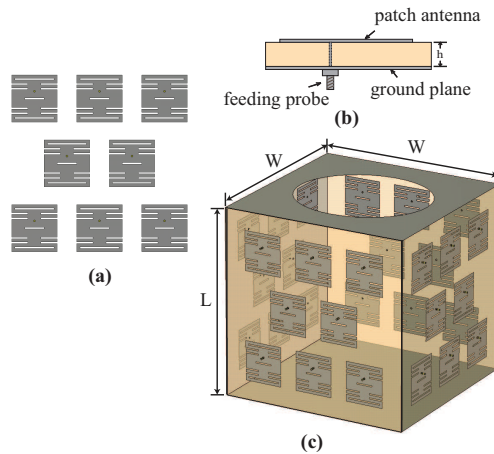 patch antenna
h
feeding probe
ground plane
(b)
(a)
W
W
L
(c)